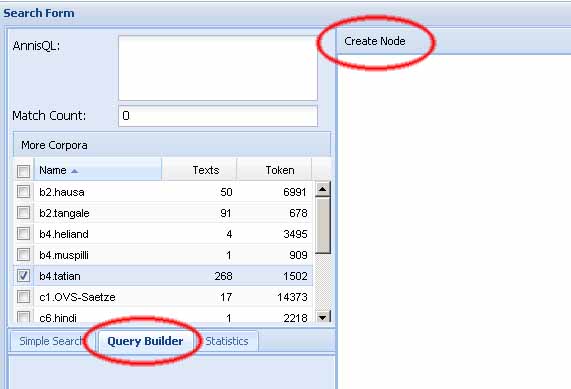 Search Form
AnnisQL:
Create Node
Match Count: 0
More Corpora
Name Texts Token
b2.hausa 50 6991
b2.tangale 91 678
b4.heliand 4 3495
b4.muspilli 1 909
b4.tatian 268 1502
c1.OVS-Saetze 17 14373
c6.hindi 1 2218
Simple Search Query Builder Statistics